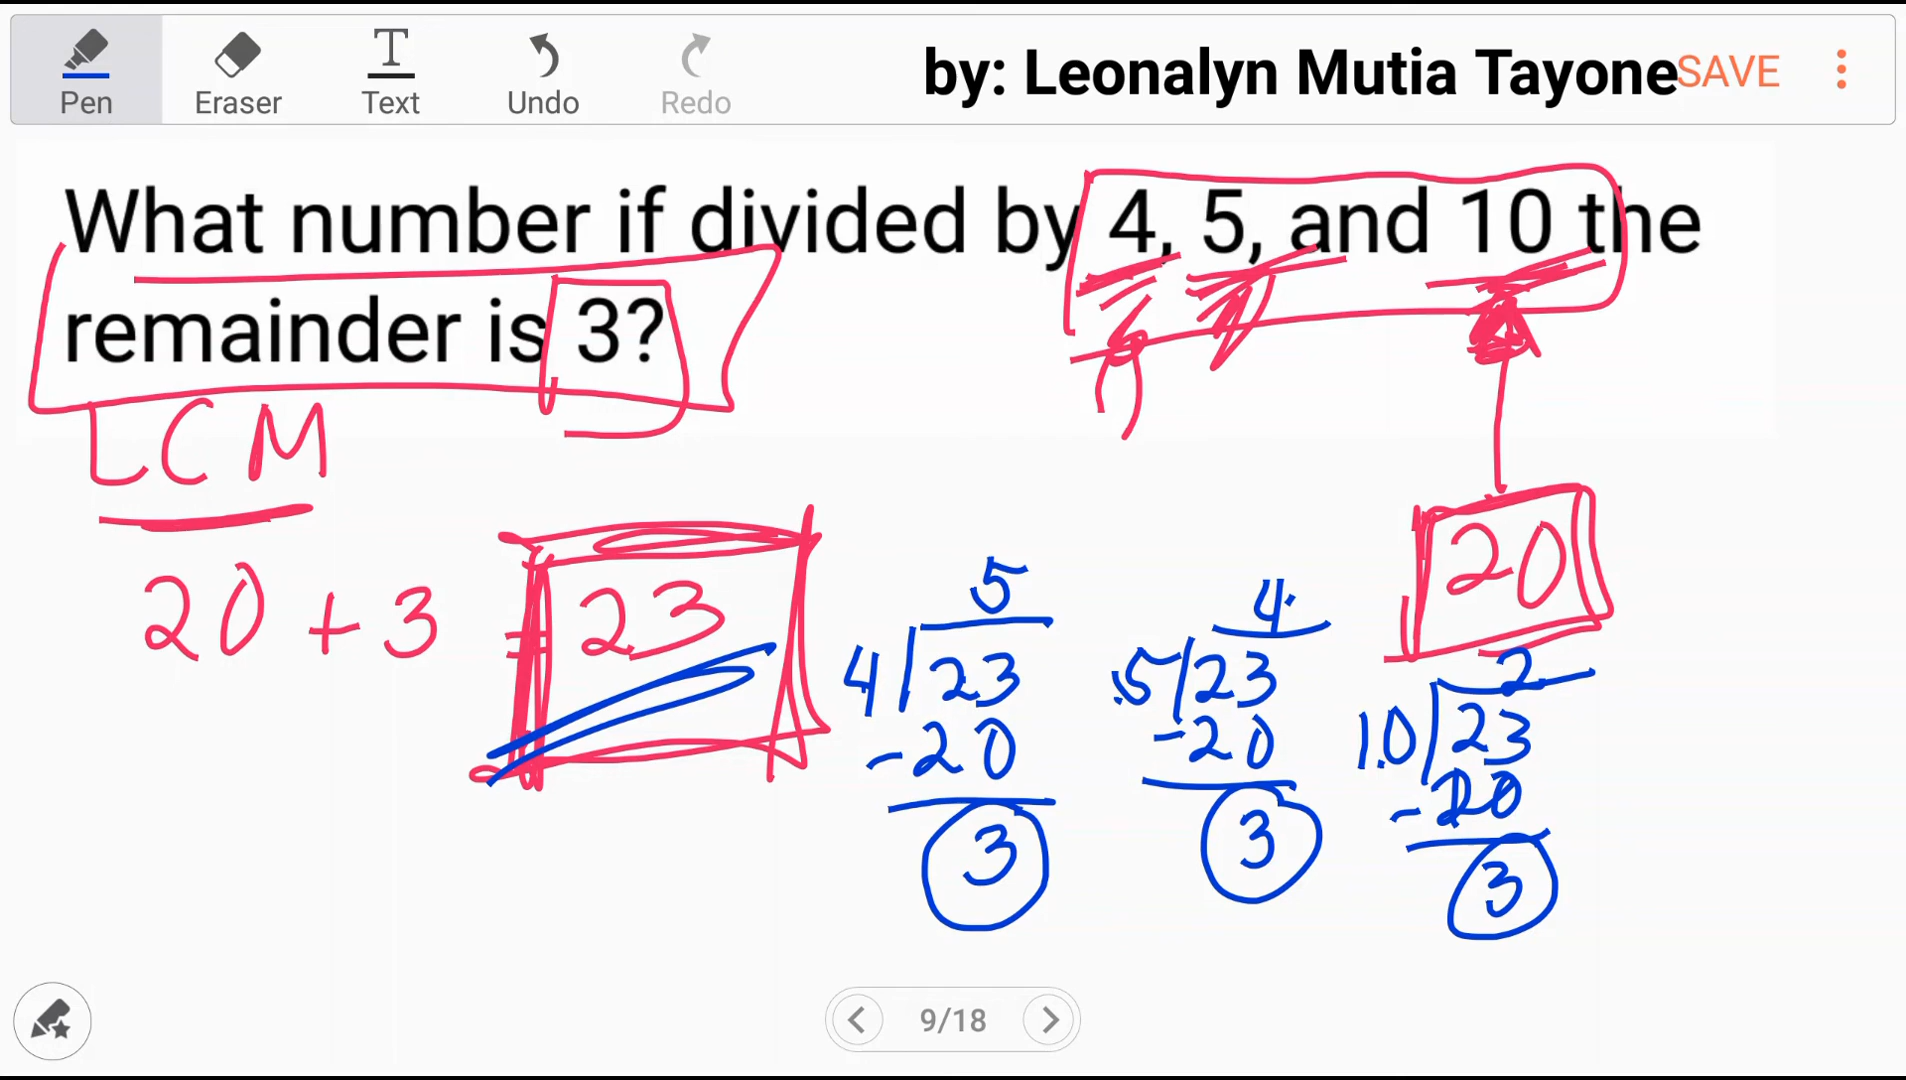 Pen Eraser Text Undo Redo by: Leonalyn Mutia Tayone SAVE
T
What number if divided by 4, 5, and 10 the
remainder is 3?
LCM
20
20 + 3 = 23
5
4 23
-20
3
4
5 23
-20
3
2
10 23
-20
3
9/18